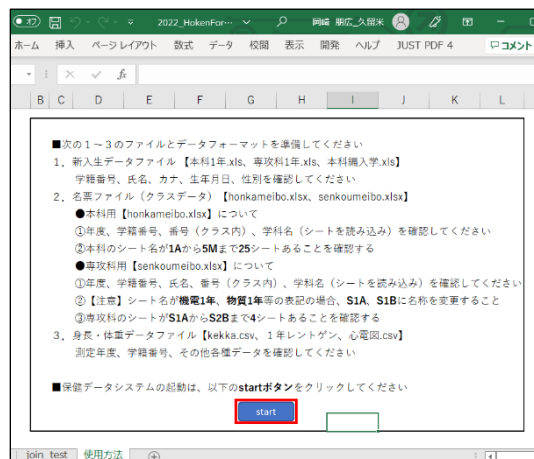 オフ 2022_HokenFor… 岡﨑 朋広_久留米
ホーム 挿入 ページ レイアウト 数式 データ 校閲 表示 開発 ヘルプ JUST PDF 4 コメント
fx
B C D E F G H I J K L
■次の１～３のファイルとデータフォーマットを準備してください
１．新入生データファイル 【本科1年.xls、専攻科1年.xls、本科編入学.xls】
学籍番号、氏名、カナ、生年月日、性別を確認してください
２．名票ファイル（クラスデータ）【honkameibo.xlsx、senkoumeibo.xlsx】
●本科用【honkameibo.xlsx】について
①年度、学籍番号、番号（クラス内）、学科名（シートを読み込み）を確認してください
②本科のシート名が1Aから5Mまで25シートあることを確認する
●専攻科用【senkoumeibo.xlsx】について
①年度、学籍番号、氏名、番号（クラス内）、学科名（シートを読み込み）を確認してください
②【注意】シート名が機電1年、物質1年等の表記の場合、S1A、S1Bに名称を変更すること
③専攻科のシートがS1AからS2Bまで4シートあることを確認する
３．身長・体重データファイル【kekka.csv、１年レントゲン、心電図.csv】
測定年度、学籍番号、その他各種データを確認してください
■保健データシステムの起動は、以下のstartボタンをクリックしてください
start
join_test 使用方法